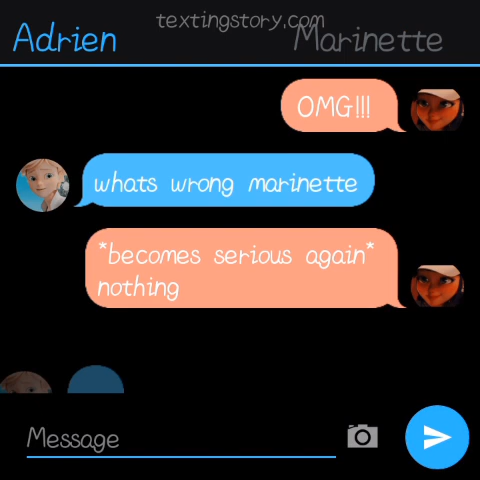 textingstory.com
Adrien Marinette
OMG!!!
whats wrong marinette
*becomes serious again*
nothing
Message